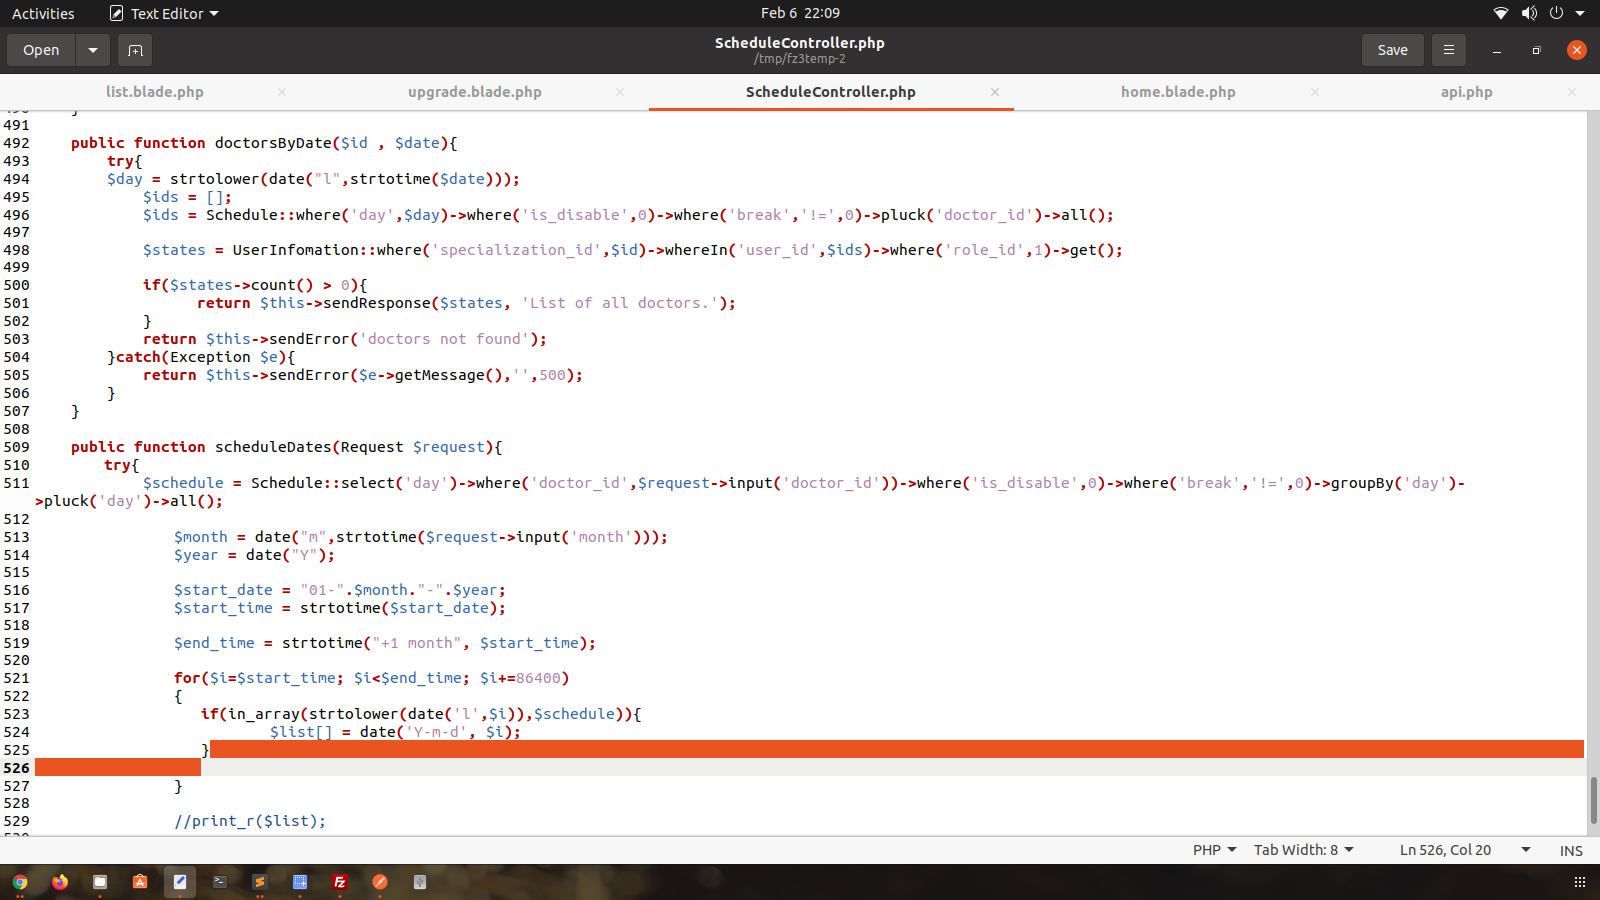 Activities Text Editor Feb 6 22:09
Open ScheduleController.php Save
/tmp/fz3temp-2
list.blade.php upgrade.blade.php ScheduleController.php home.blade.php api.php
491
492 public function doctorsByDate($id , $date){
493 try{
494 $day = strtolower(date("l",strtotime($date)));
495 $ids = [];
496 $ids = Schedule::where('day',$day)->where('is_disable',0)->where('break','!=',0)->pluck('doctor_id')->all();
497
498 $states = UserInfomation::where('specialization_id',$id)->whereIn('user_id',$ids)->where('role_id',1)->get();
499
500 if($states->count() > 0){
501 return $this->sendResponse($states, 'List of all doctors.');
502 }
503 return $this->sendError('doctors not found');
504 }catch(Exception $e){
505 return $this->sendError($e->getMessage(),'',500);
506 }
507 }
508
509 public function scheduleDates(Request $request){
510 try{
511 $schedule = Schedule::select('day')->where('doctor_id',$request->input('doctor_id'))->where('is_disable',0)->where('break','!=',0)->groupBy('day')-
>pluck('day')->all();
512
513 $month = date("m",strtotime($request->input('month')));
514 $year = date("Y");
515
516 $start_date = "01-".$month."-".$year;
517 $start_time = strtotime($start_date);
518
519 $end_time = strtotime("+1 month", $start_time);
520
521 for($i=$start_time; $i<$end_time; $i+=86400)
522 {
523 if(in_array(strtolower(date('l',$i)),$schedule)){
524 $list[] = date('Y-m-d', $i);
525 }
526
527 }
528
529 //print_r($list);
PHP Tab Width: 8 Ln 526, Col 20 INS